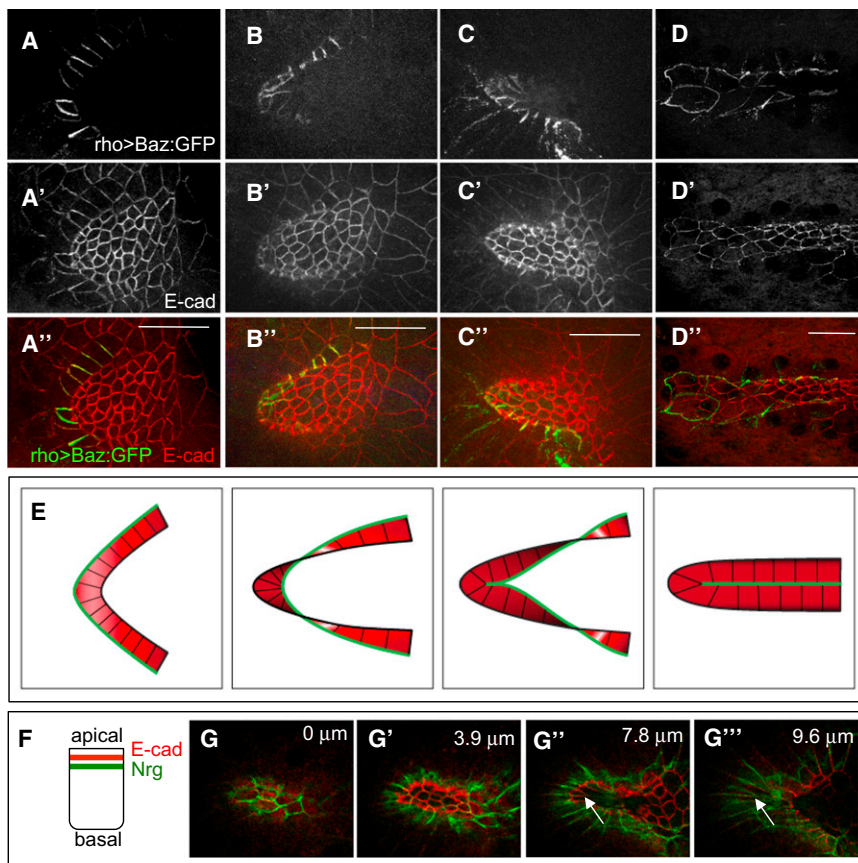 A B C D
rho>Baz:GFP
A' B' C' D'
E-cad
A'' B'' C'' D''
rho>Baz:GFP E-cad
E
F apical G 0 μm G' 3.9 μm G'' 7.8 μm G''' 9.6 μm
E-cad
Nrg
basal